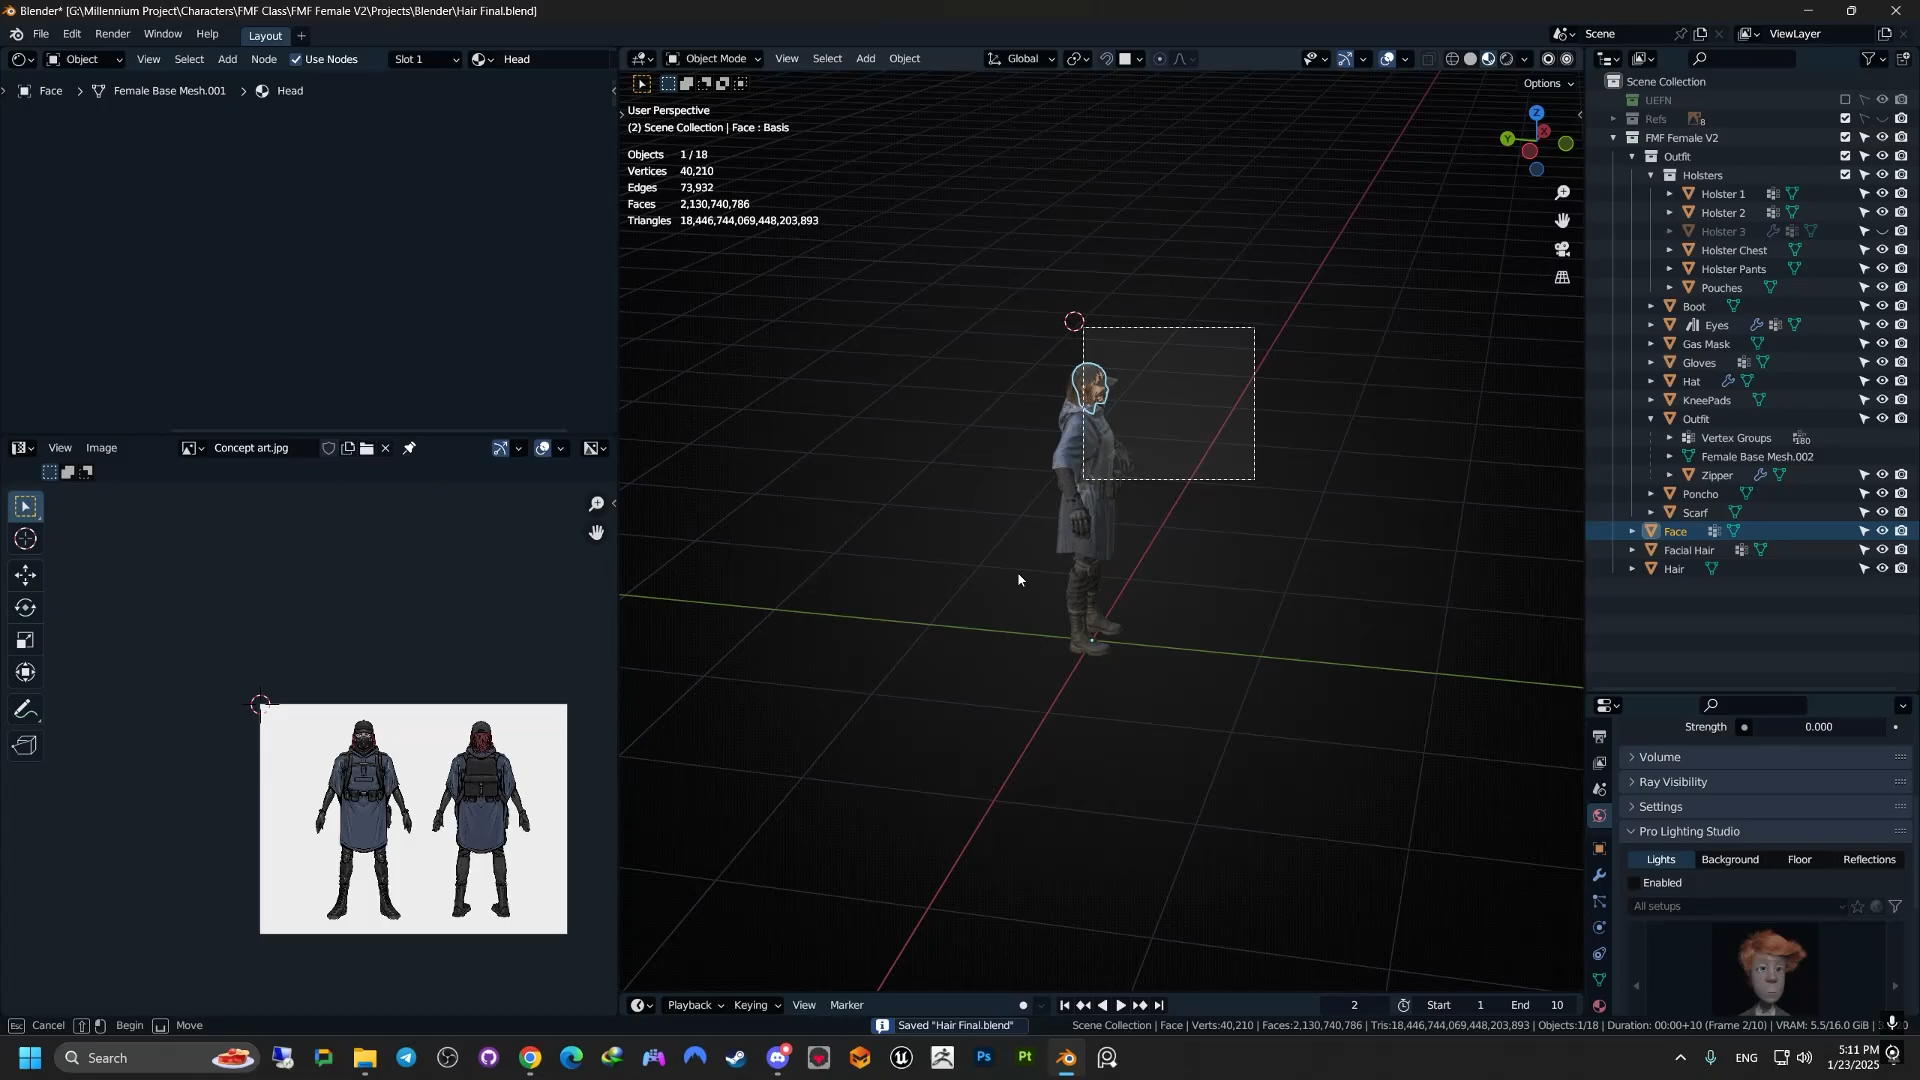 Blender* [G:\Millennium Project\Characters\FMF Class\FMF Female V2\Projects\Blender\Hair Final.blend]
File Edit Render Window Help Layout Scene ViewLayer
Object View Select Add Node Use Nodes Slot 1 Head
Object Mode View Select Add Object Global
Options
Face Female Base Mesh.001 Head
User Perspective
(2) Scene Collection | Face : Basis
Objects 1 / 18
Vertices 40,210
Edges 73,932
Faces 2,130,740,786
Triangles 18,446,744,069,448,203,893
Z
Y
X
Scene Collection
UEFN
Refs 8
FMF Female V2
Outfit
Holsters
Holster 1
Holster 2
Holster 3
Holster Chest
Holster Pants
Pouches
Boot
Eyes
Gas Mask
Gloves
Hat
KneePads
Outfit
Vertex Groups 180
Female Base Mesh.002
Zipper
Poncho
Scarf
Face
Facial Hair
Hair
View Image Concept art.jpg
Strength 0.000
Volume
Ray Visibility
Settings
Pro Lighting Studio
Lights Background Floor Reflections
Enabled
All setups
Playback Keying View Marker 2 Start 1 End 10
Esc Cancel Begin Move Saved "Hair Final.blend" Scene Collection | Face | Verts:40,210 | Faces:2,130,740,786 | Tris:18,446,744,069,448,203,893 | Objects:1/18 | Duration: 00:00+10 (Frame 2/10) | VRAM: 5.5/16.0 GiB
Search Ps Pt ENG 5:11 PM
1/23/2025